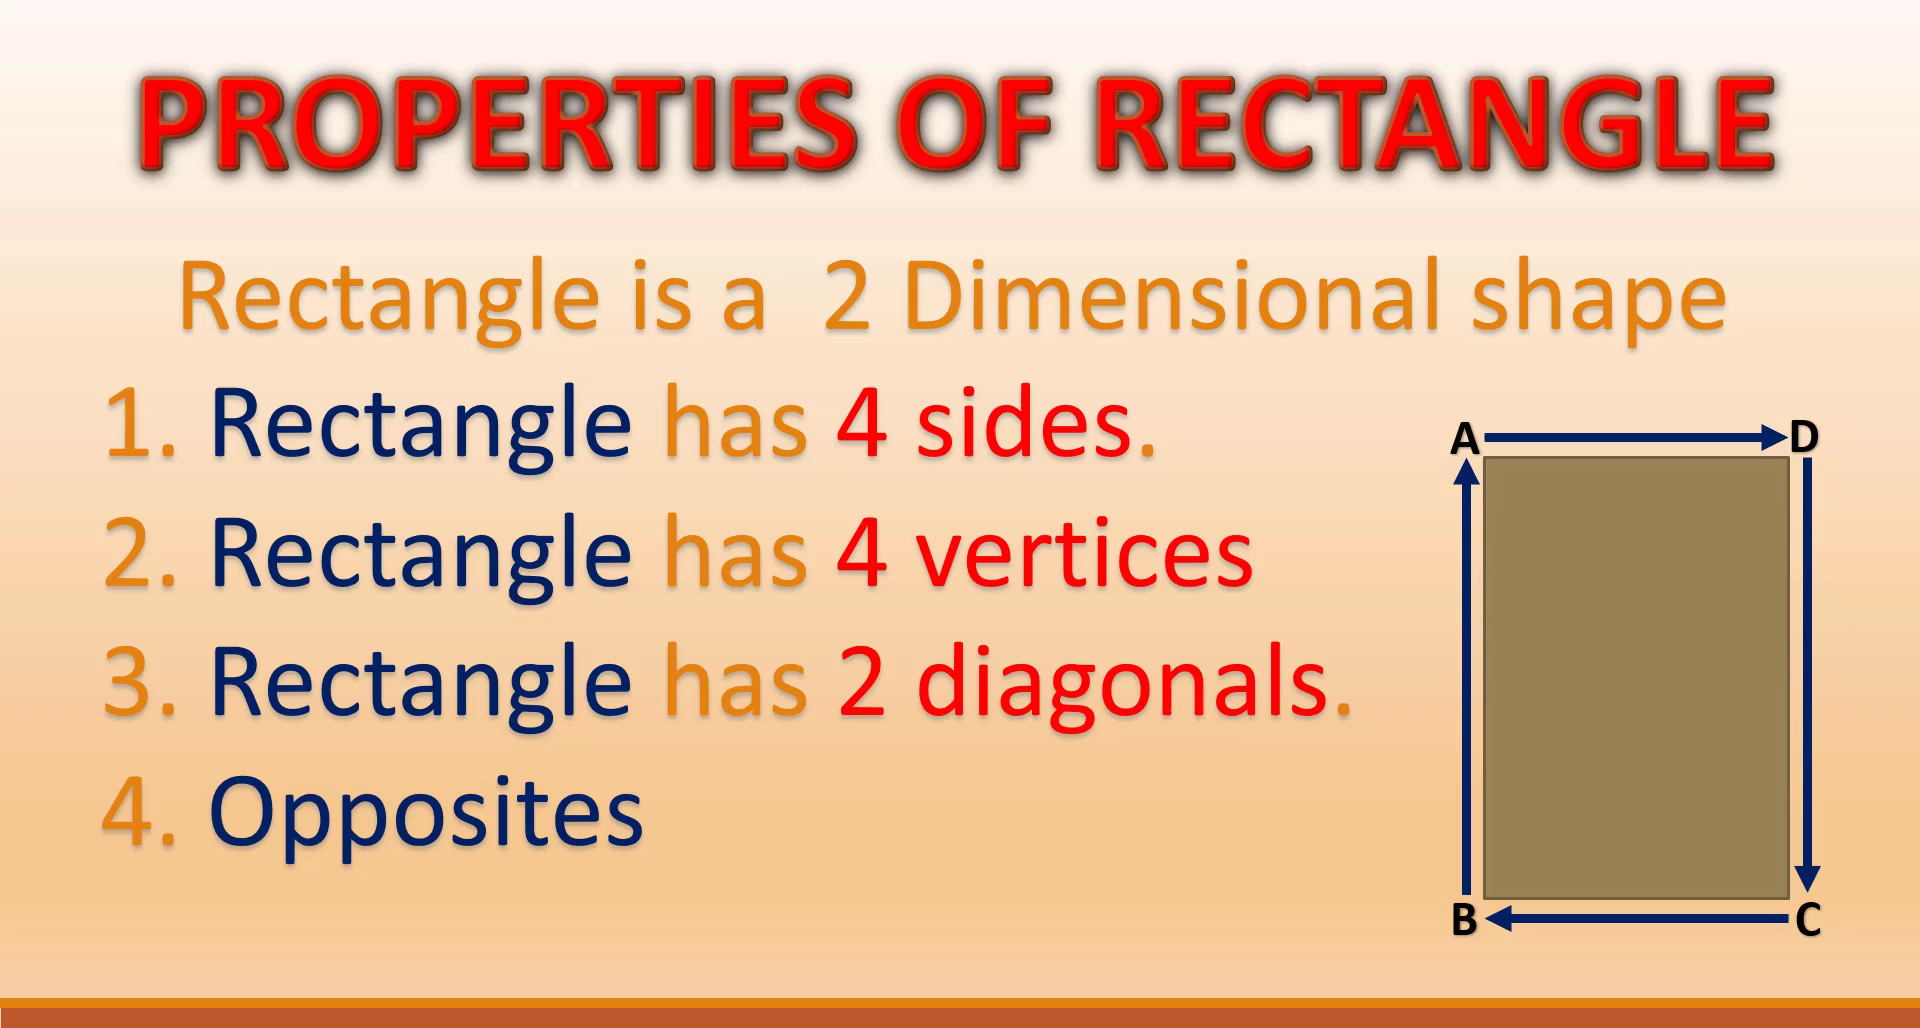 PROPERTIES OF RECTANGLE
Rectangle is a 2 Dimensional shape
1. Rectangle has 4 sides.
2. Rectangle has 4 vertices
3. Rectangle has 2 diagonals.
4. Opposites
A D
B C